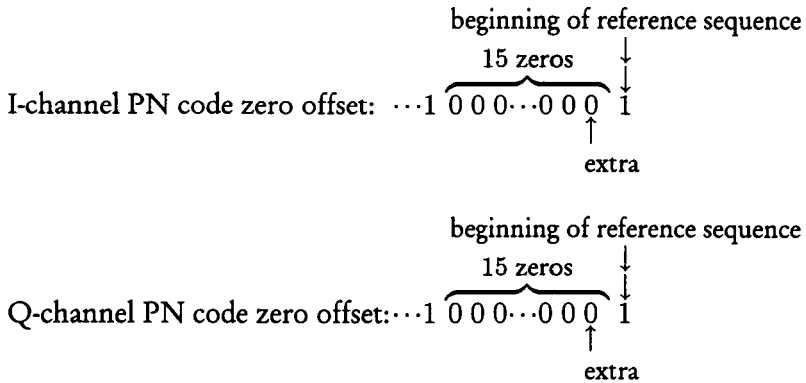 beginning of reference sequence
15 zeros
I-channel PN code zero offset: ···1 0 0 0···0 0 0 1
extra
beginning of reference sequence
15 zeros
Q-channel PN code zero offset:···1 0 0 0···0 0 0 1
extra